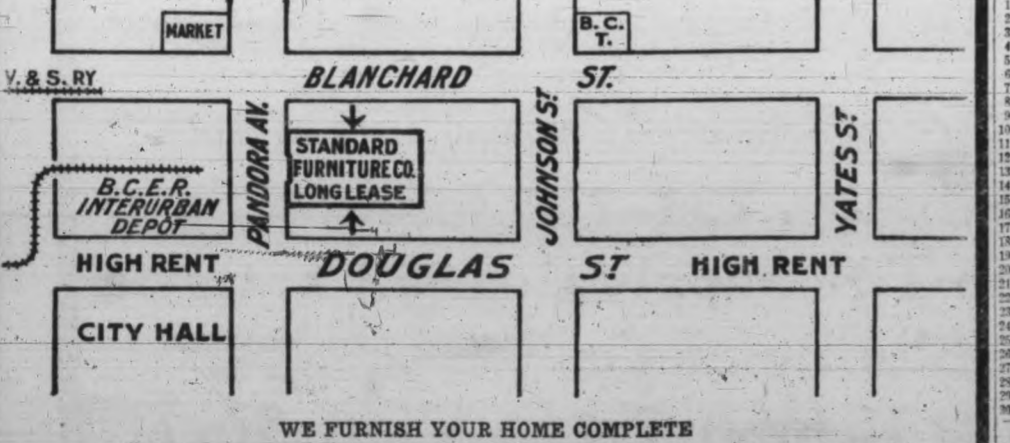 MARKET
B. C. T.
V. & S. RY
BLANCHARD ST.
PANDORA AV.
STANDARD
FURNITURE CO.
LONG LEASE
JOHNSON ST
YATES ST
B.C.E.R.
INTERURBAN
DEPOT
HIGH RENT
DOUGLAS ST
HIGH RENT
CITY HALL
WE FURNISH YOUR HOME COMPLETE